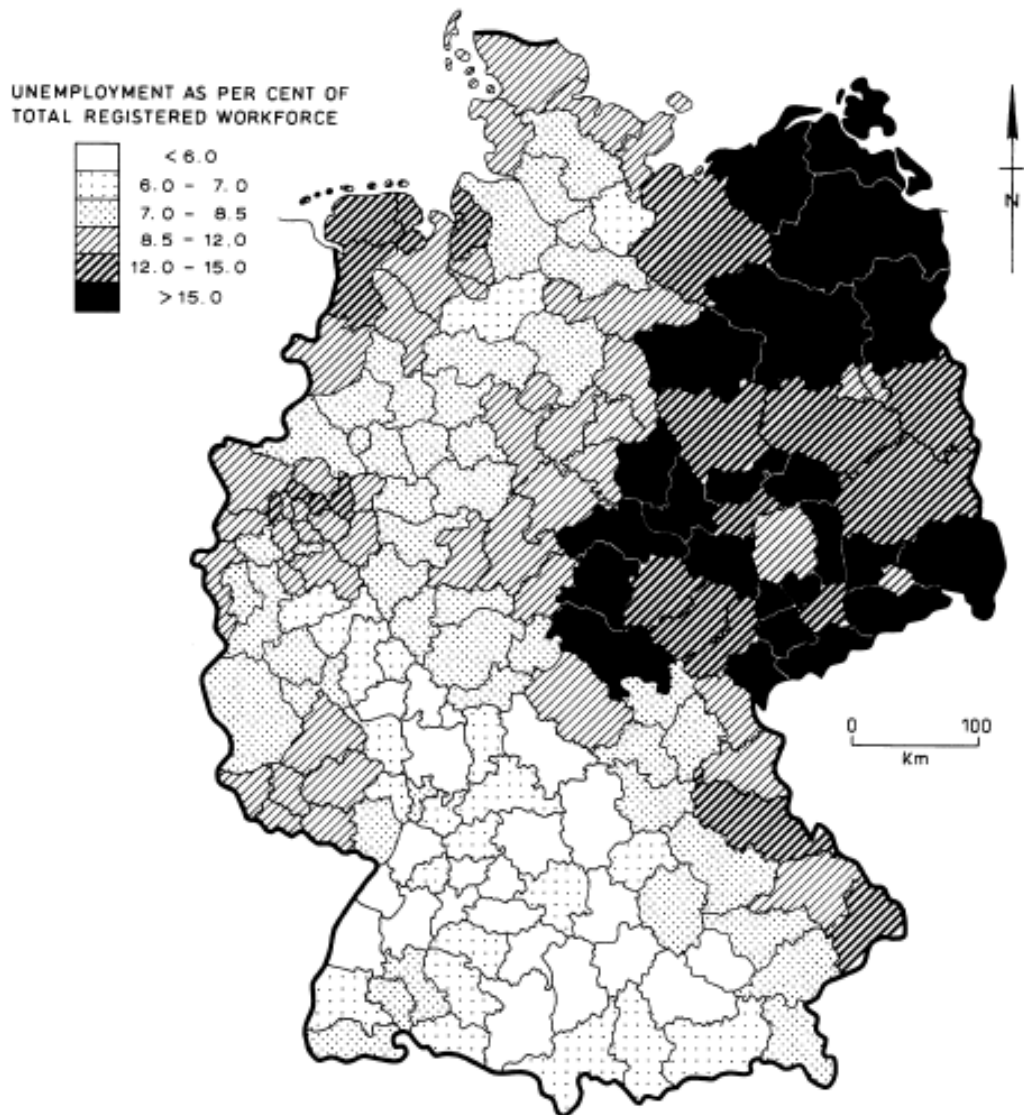 UNEMPLOYMENT AS PER CENT OF
TOTAL REGISTERED WORKFORCE
<6.0
6.0 - 7.0
7.0 - 8.5
8.5 - 12.0
12.0 - 15.0
>15.0
N
0 100
Km